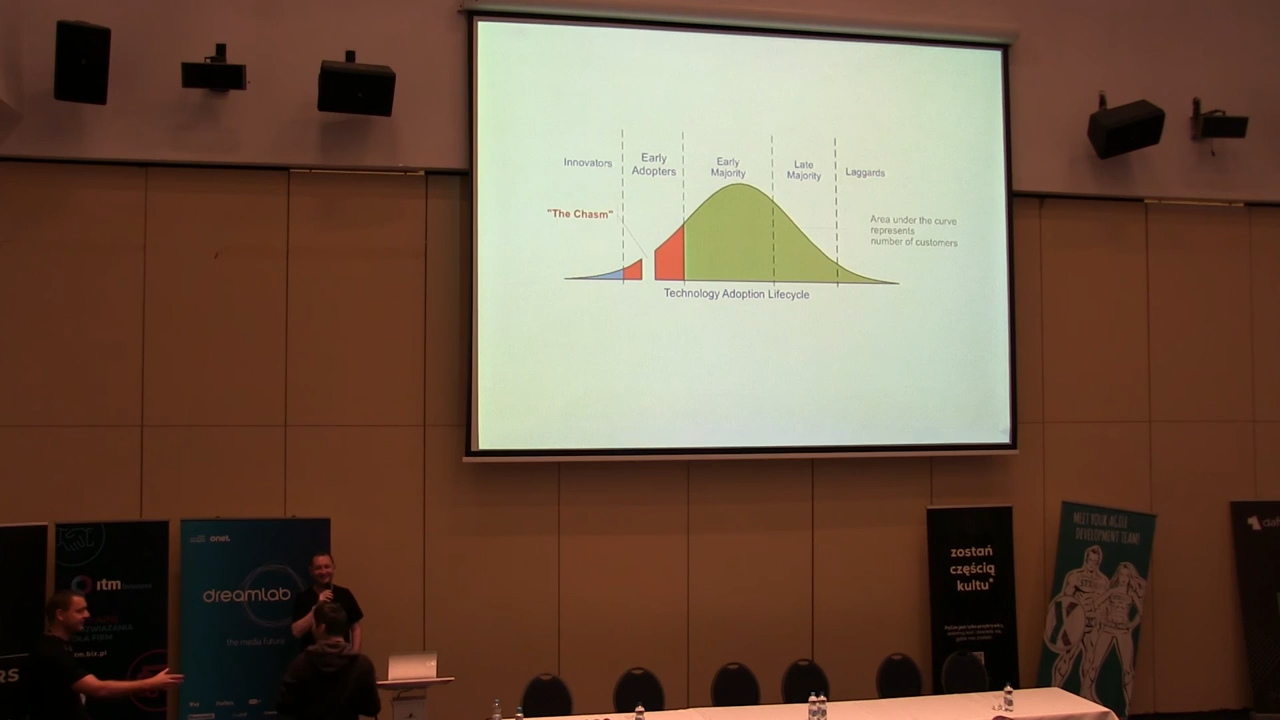 Innovators
Early
Adopters
Early
Majority
Late
Majority
Laggards
"The Chasm"
Area under the curve
represents
number of customers
Technology Adoption Lifecycle
rtm
onet.
dreamlab
the media future
zostań
częścią
kultu*
MEET YOUR AGILE
DEVELOPMENT TEAM!